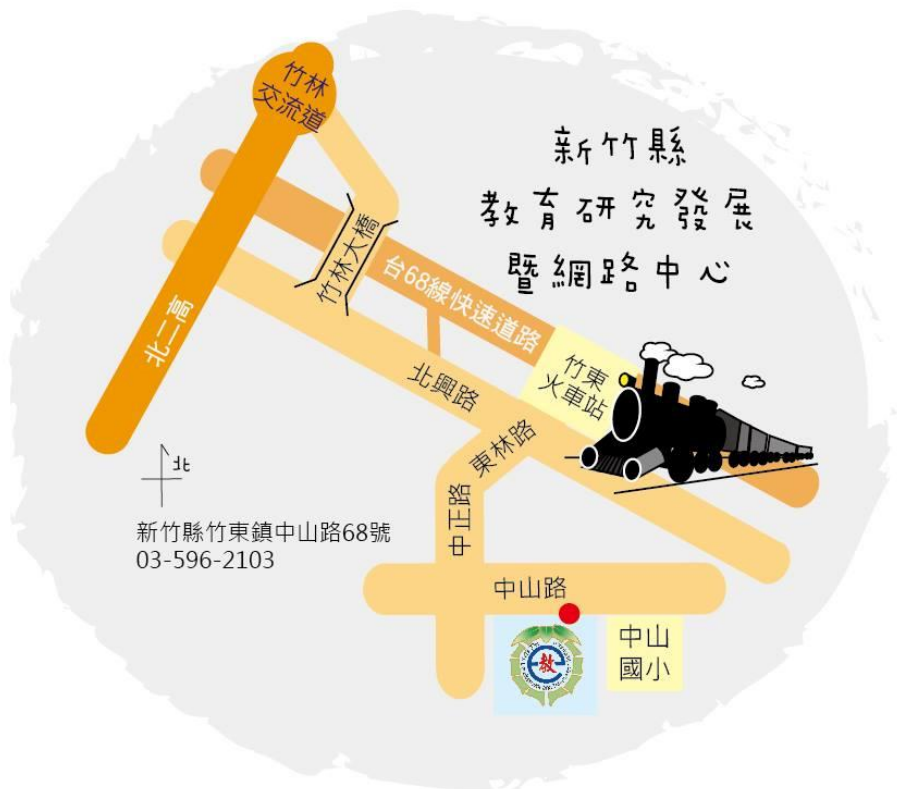 竹林
交流道
新竹縣
教育研究發展
暨網路中心
竹林大橋
台68線快速道路
北二高
竹東
火車站
北興路
東林路
北
中正路
新竹縣竹東鎮中山路68號
03-596-2103
中山路
教
中山
國小